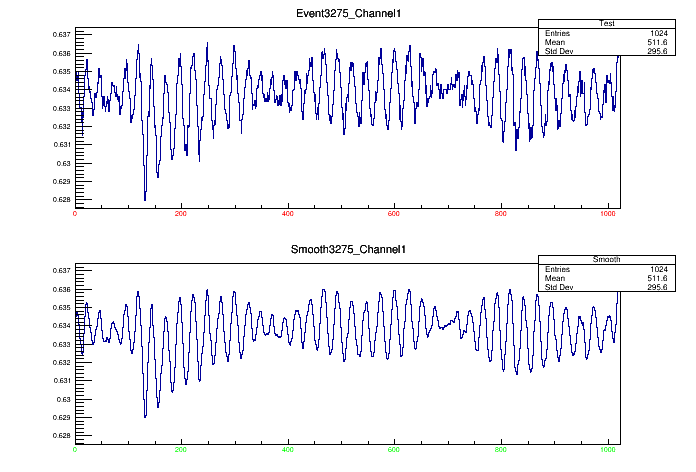 Event3275_Channel1
Test
Entries 1024
Mean 511.6
Std Dev 295.6
0.637
0.636
0.635
0.634
0.633
0.632
0.631
0.63
0.629
0.628
0 200 400 600 800 1000
Smooth3275_Channel1
Smooth
Entries 1024
Mean 511.6
Std Dev 295.6
0.637
0.636
0.635
0.634
0.633
0.632
0.631
0.63
0.629
0.628
0 200 400 600 800 1000